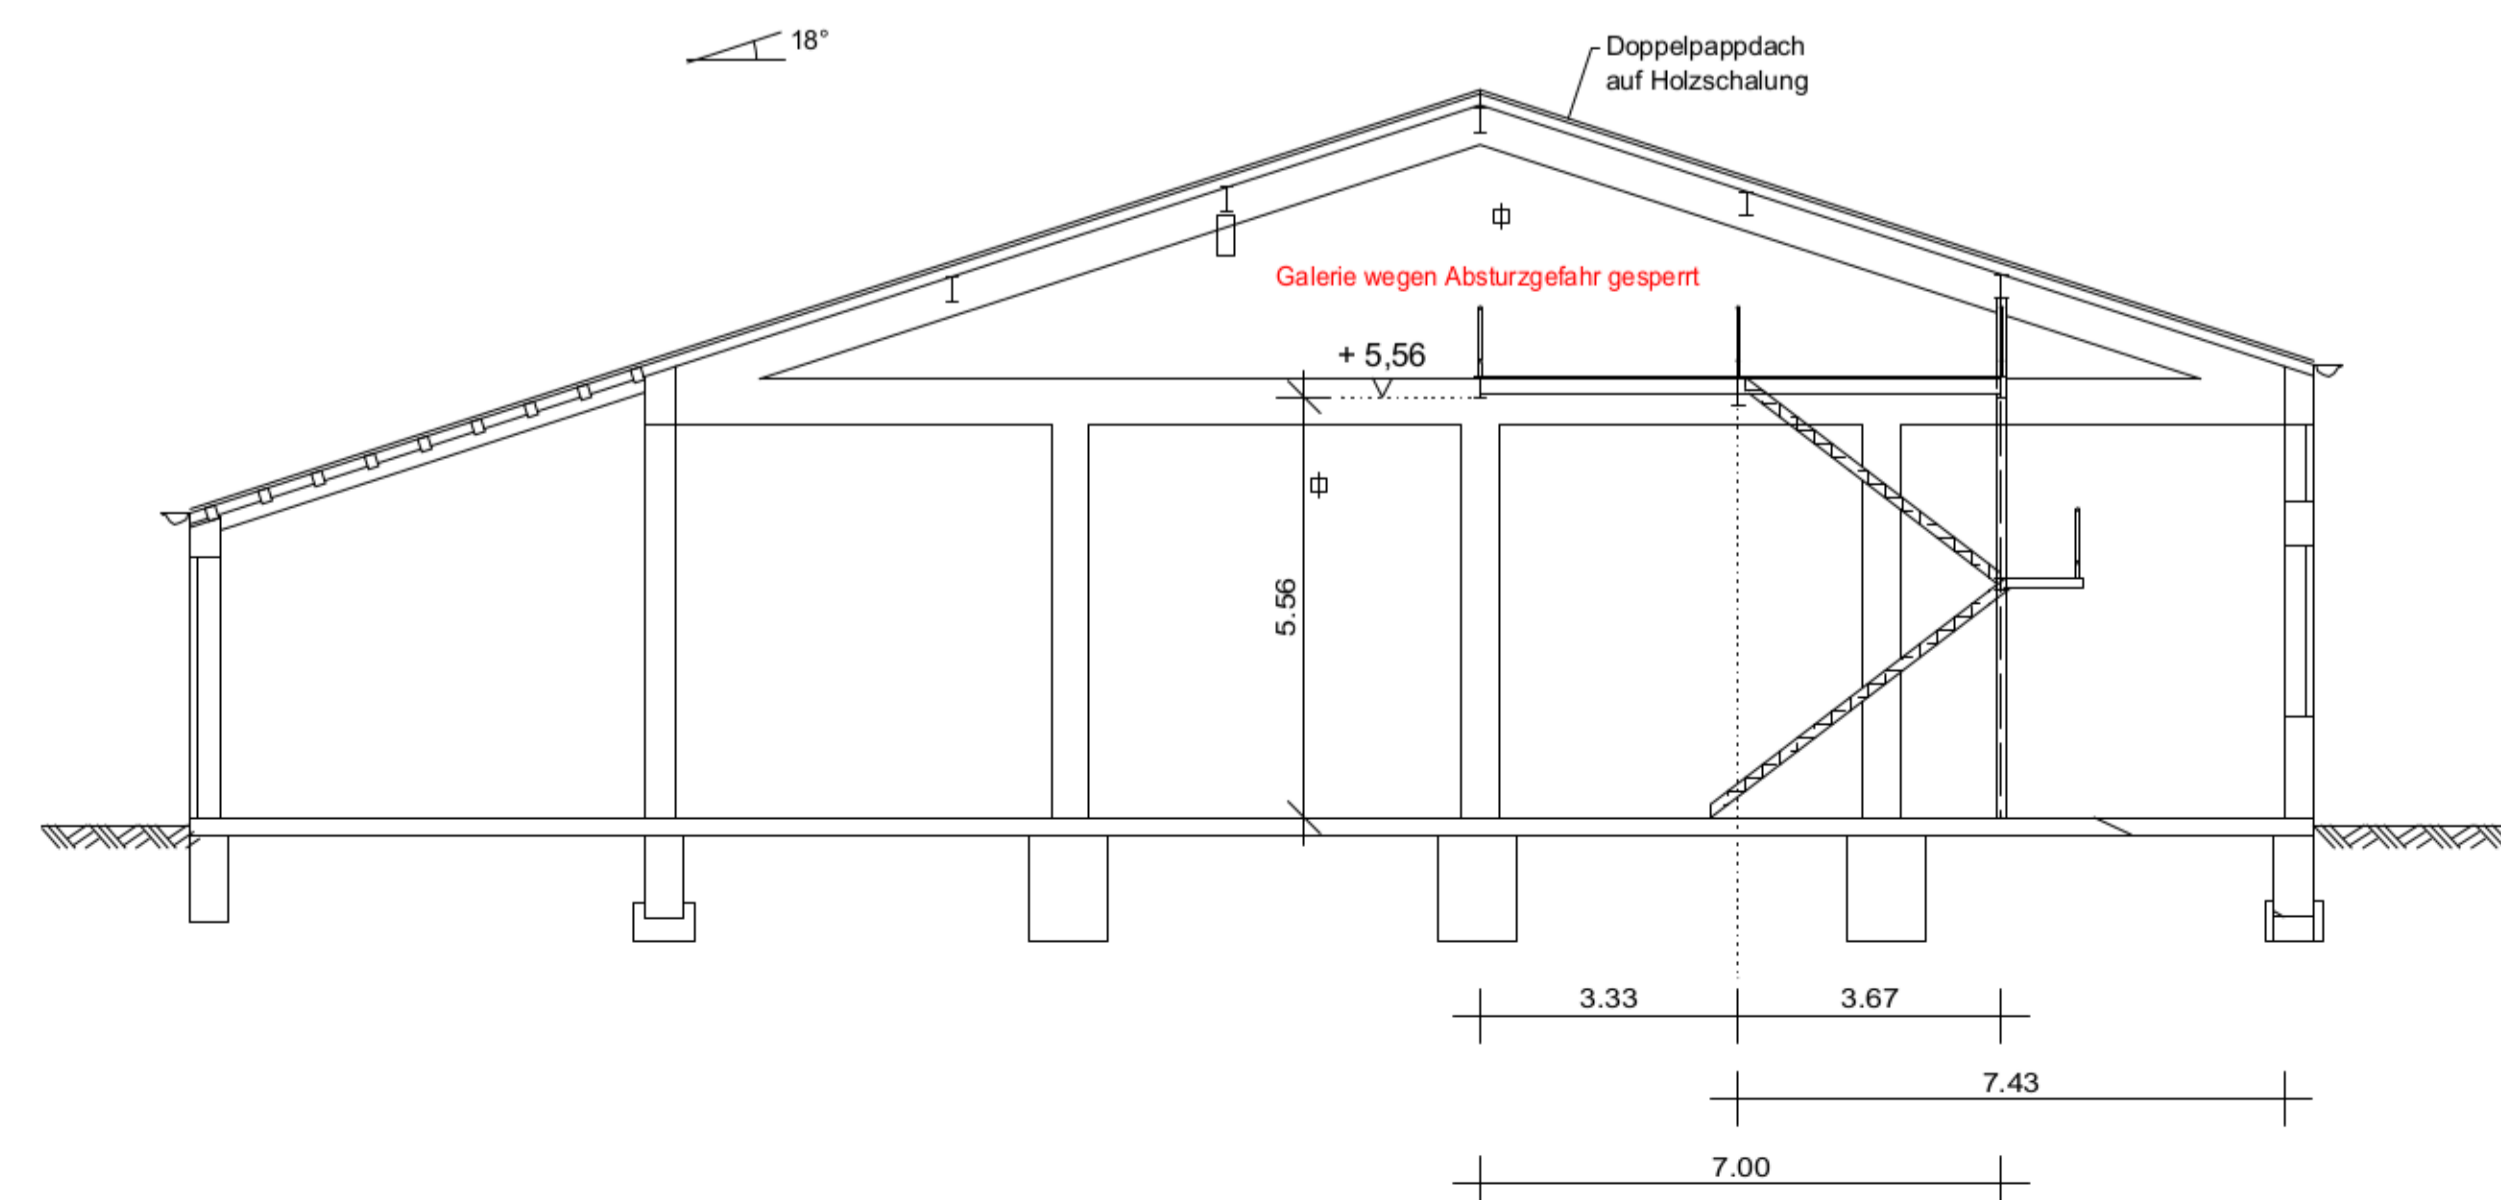 18°
Doppelpappdach
auf Holzschalung
Galerie wegen Absturzgefahr gesperrt
+ 5,56
5.56
3.33
3.67
7.43
7.00